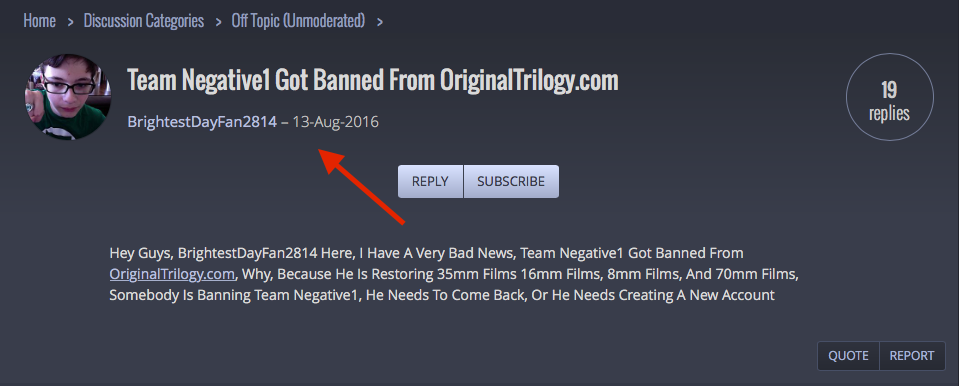 Home > Discussion Categories > Off Topic (Unmoderated) >
Team Negative1 Got Banned From OriginalTrilogy.com
BrightestDayFan2814 – 13-Aug-2016
19
replies
REPLY SUBSCRIBE
Hey Guys, BrightestDayFan2814 Here, I Have A Very Bad News, Team Negative1 Got Banned From
OriginalTrilogy.com, Why, Because He Is Restoring 35mm Films 16mm Films, 8mm Films, And 70mm Films,
Somebody Is Banning Team Negative1, He Needs To Come Back, Or He Needs Creating A New Account
QUOTE REPORT